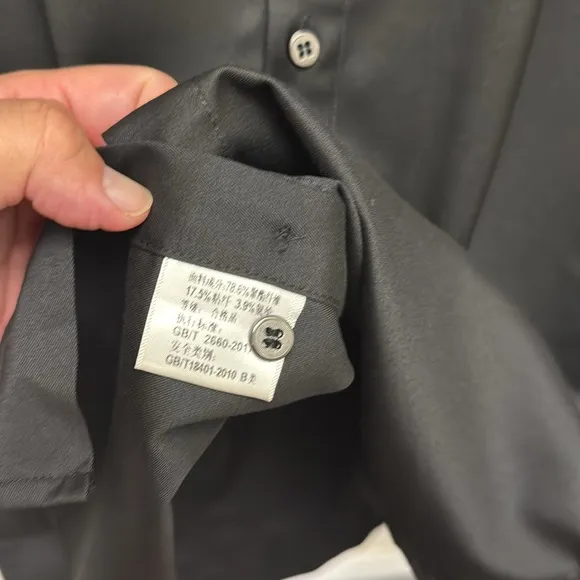 面料成分:78.6%聚酯纤维
17.5%粘纤 3.9%氨纶
等级: 合格品
执行标准:
GB/T 2660-201
安全类别:
GB/T18401-2010 B类